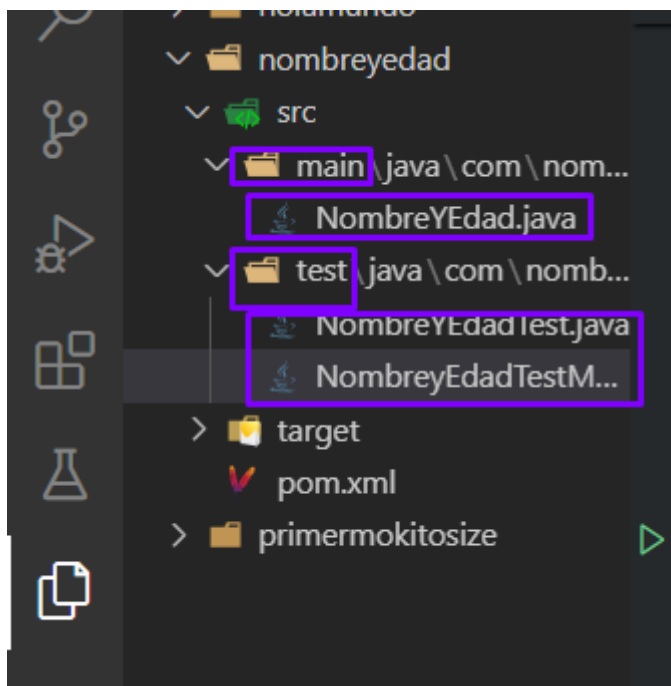 holamundo
nombreyedad
src
main\java\com\nom...
NombreYEdad.java
test\java\com\nomb...
NombreYEdadTest.java
NombreyEdadTestM...
target
pom.xml
primermokitosize